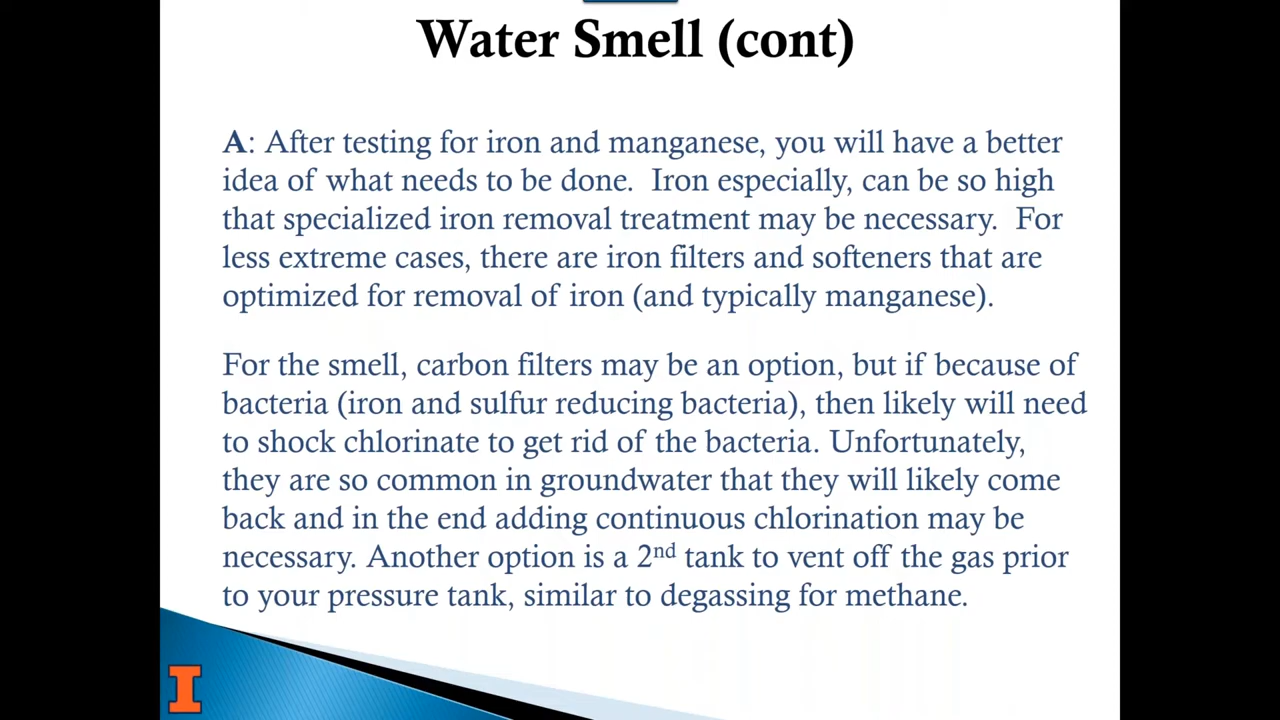 Water Smell (cont)
A: After testing for iron and manganese, you will have a better
idea of what needs to be done.  Iron especially, can be so high
that specialized iron removal treatment may be necessary.  For
less extreme cases, there are iron filters and softeners that are
optimized for removal of iron (and typically manganese).
For the smell, carbon filters may be an option, but if because of
bacteria (iron and sulfur reducing bacteria), then likely will need
to shock chlorinate to get rid of the bacteria. Unfortunately,
they are so common in groundwater that they will likely come
back and in the end adding continuous chlorination may be
necessary. Another option is a 2nd tank to vent off the gas prior
to your pressure tank, similar to degassing for methane.
I